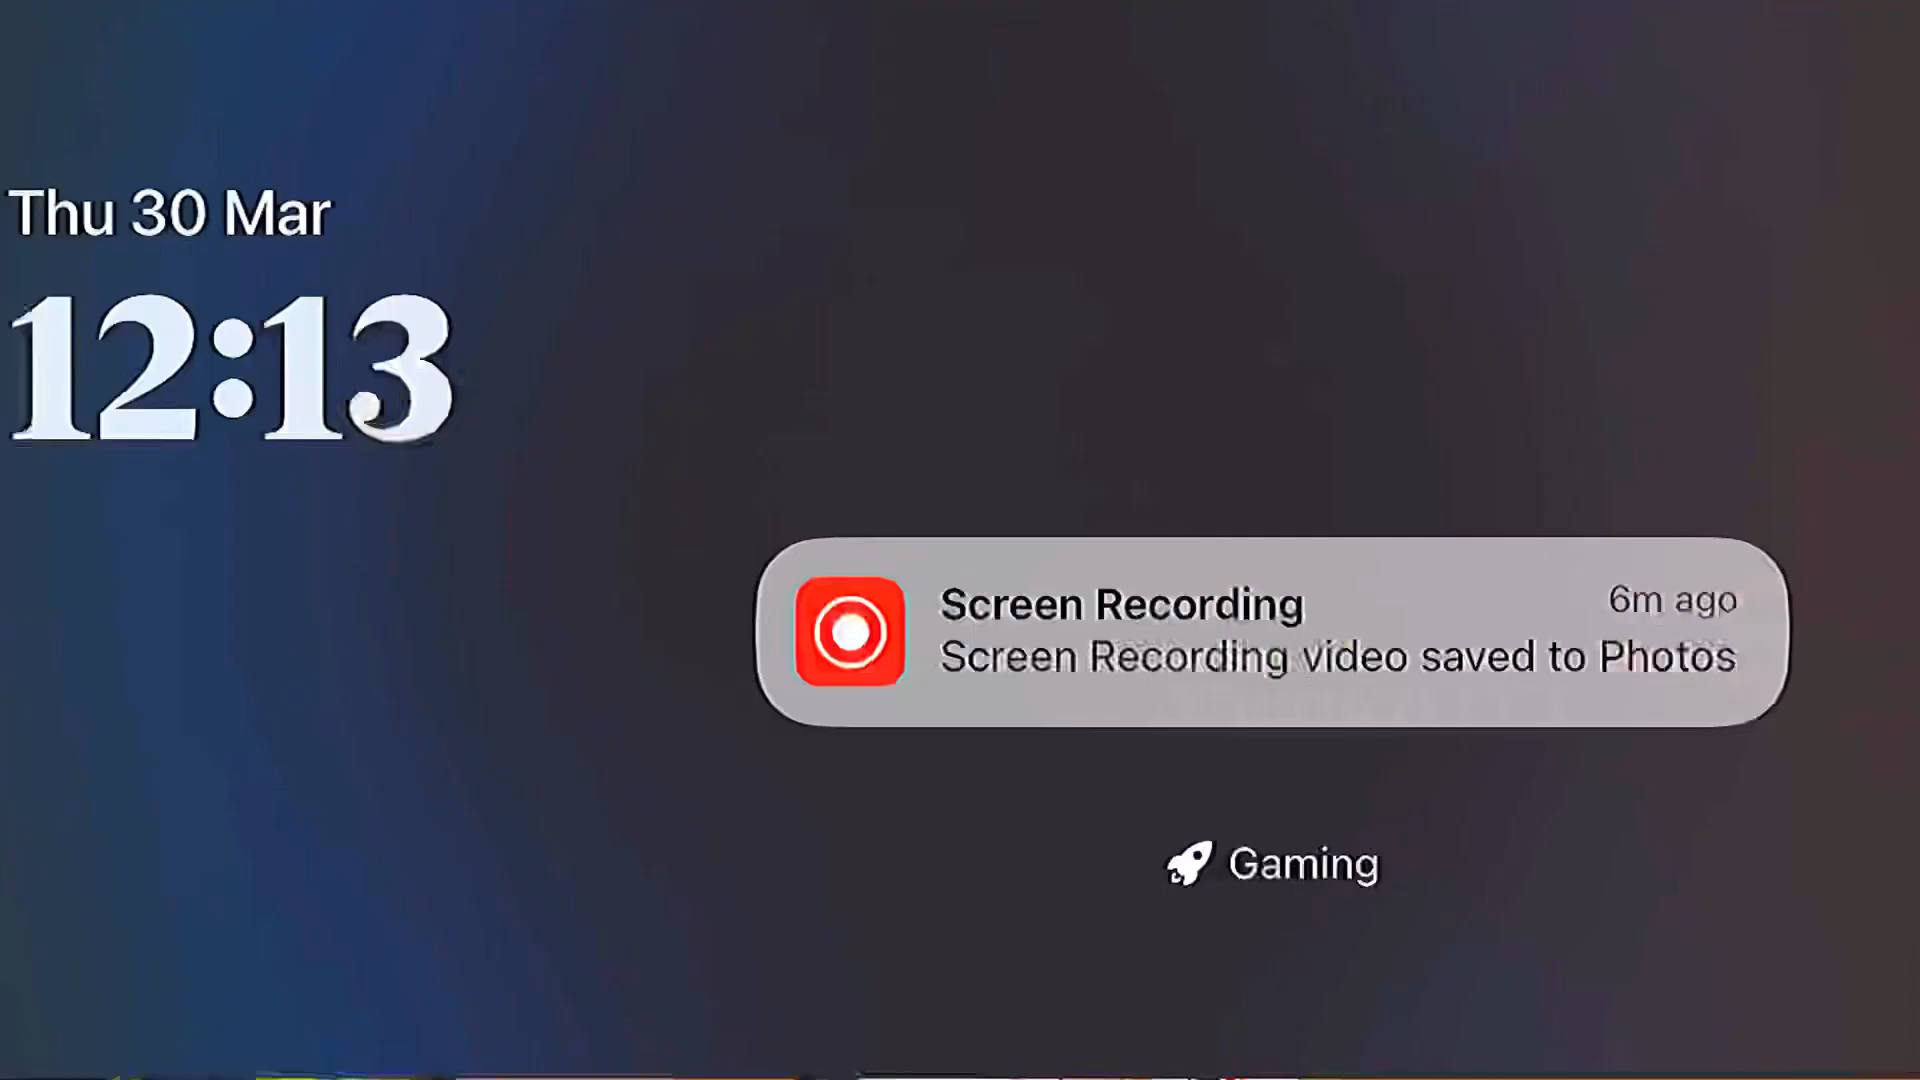 Thu 30 Mar
12:13
Screen Recording
6m ago
Screen Recording video saved to Photos
Gaming